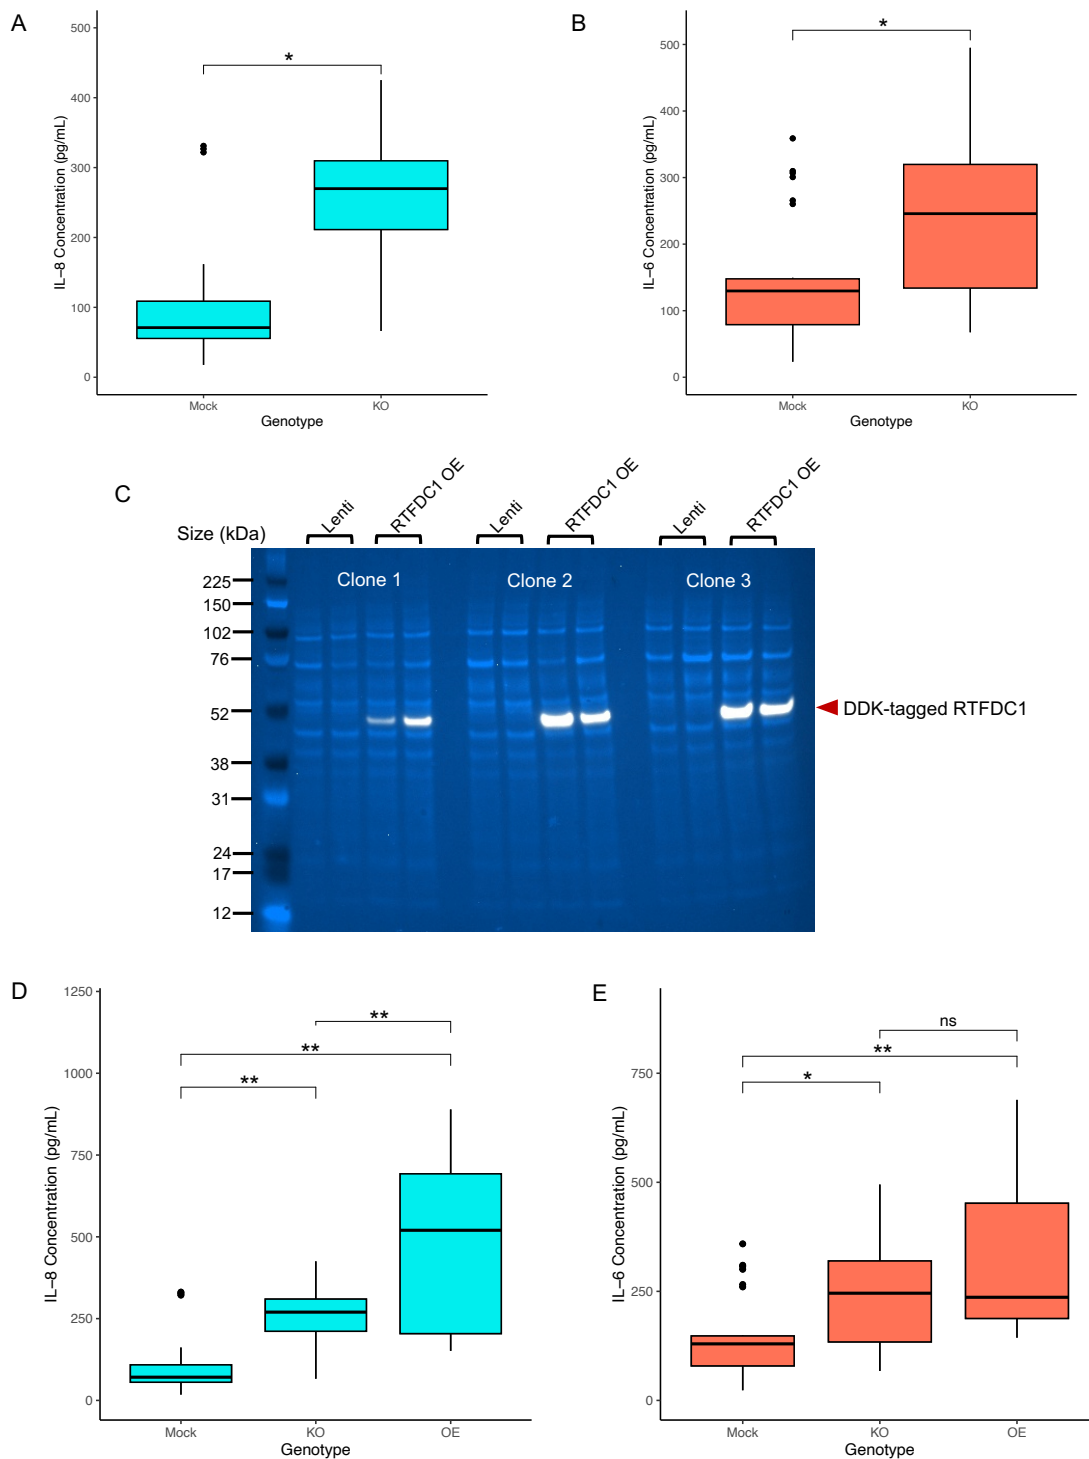 A
500
400
300
200
100
0
IL–8 Concentration (pg/mL)
*
Mock
KO
Genotype
B
500
400
300
200
100
0
IL–6 Concentration (pg/mL)
*
Mock
KO
Genotype
C
Size (kDa)
Lenti
RTFDC1 OE
Lenti
RTFDC1 OE
Lenti
RTFDC1 OE
Clone 1
Clone 2
Clone 3
225
150
102
76
52
38
31
24
17
12
DDK-tagged RTFDC1
D
1250
1000
750
500
250
0
IL–8 Concentration (pg/mL)
**
**
**
Mock
KO
OE
Genotype
E
750
500
250
0
IL–6 Concentration (pg/mL)
ns
**
*
Mock
KO
OE
Genotype